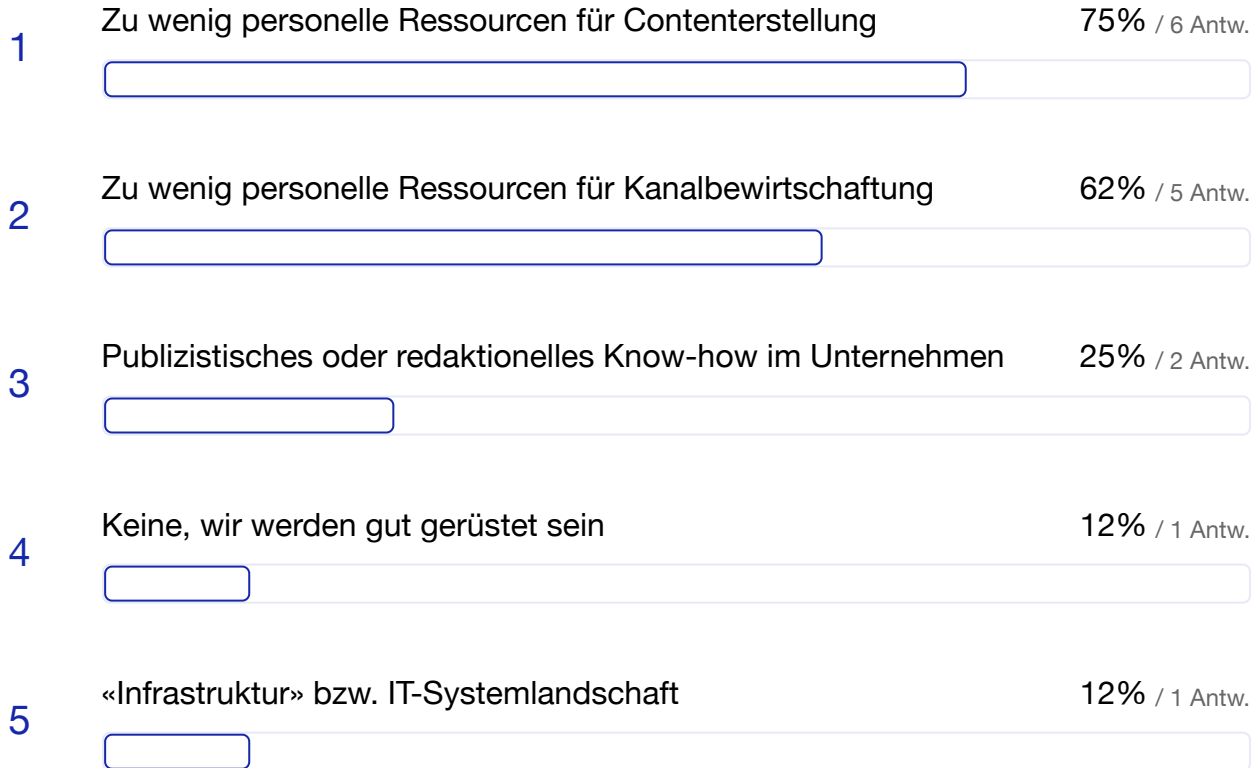 1 Zu wenig personelle Ressourcen für Contenterstellung 75% / 6 Antw.
2 Zu wenig personelle Ressourcen für Kanalbewirtschaftung 62% / 5 Antw.
3 Publizistisches oder redaktionelles Know-how im Unternehmen 25% / 2 Antw.
4 Keine, wir werden gut gerüstet sein 12% / 1 Antw.
5 «Infrastruktur» bzw. IT-Systemlandschaft 12% / 1 Antw.